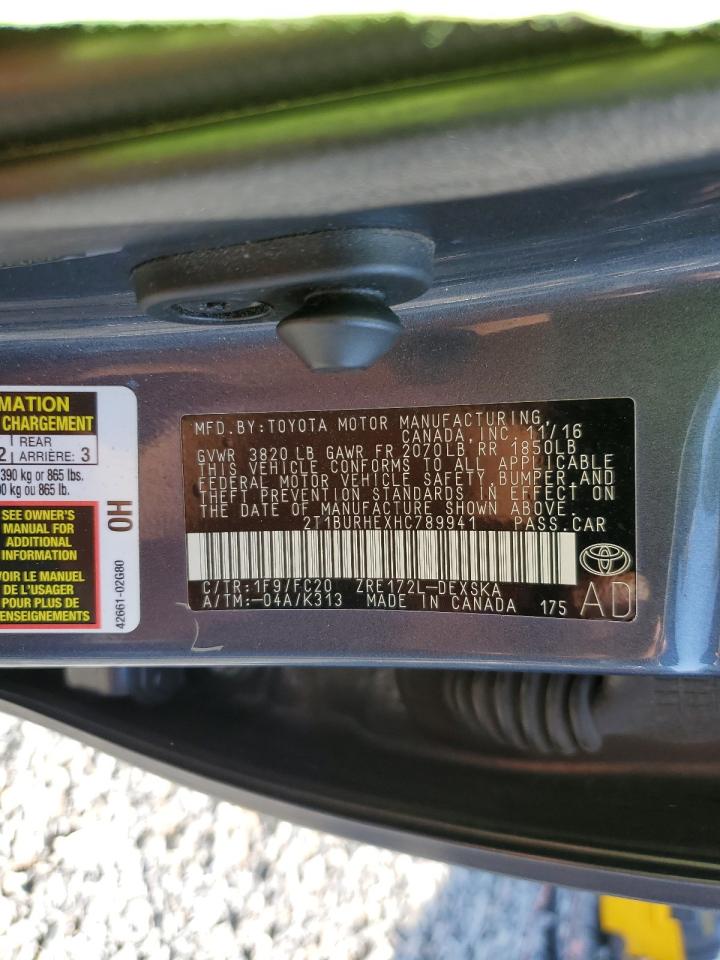 MATION
CHARGEMENT
REAR
2 ARRIÈRE: 3
390 kg or 865 lbs.
0 kg ou 865 lb.
SEE OWNER'S
MANUAL FOR
ADDITIONAL
INFORMATION
VOIR LE MANUEL
DE L'USAGER
POUR PLUS DE
ENSEIGNEMENTS
0H
42661-02G80
MFD.BY:TOYOTA MOTOR MANUFACTURING,
CANADA,INC. 11/16
GVWR 3820 LB GAWR FR 2070LB, RR 1850LB
THIS VEHICLE CONFORMS TO ALL APPLICABLE
FEDERAL MOTOR VEHICLE SAFETY, BUMPER, AND
THEFT PREVENTION STANDARDS IN EFFECT ON
THE DATE OF MANUFACTURE SHOWN ABOVE.
2T1BURHEXHC789941 PASS.CAR
C/TR:1F9/FC20 ZRE172L-DEXSKA
A/TM:-04A/K313 MADE IN CANADA 175
AD